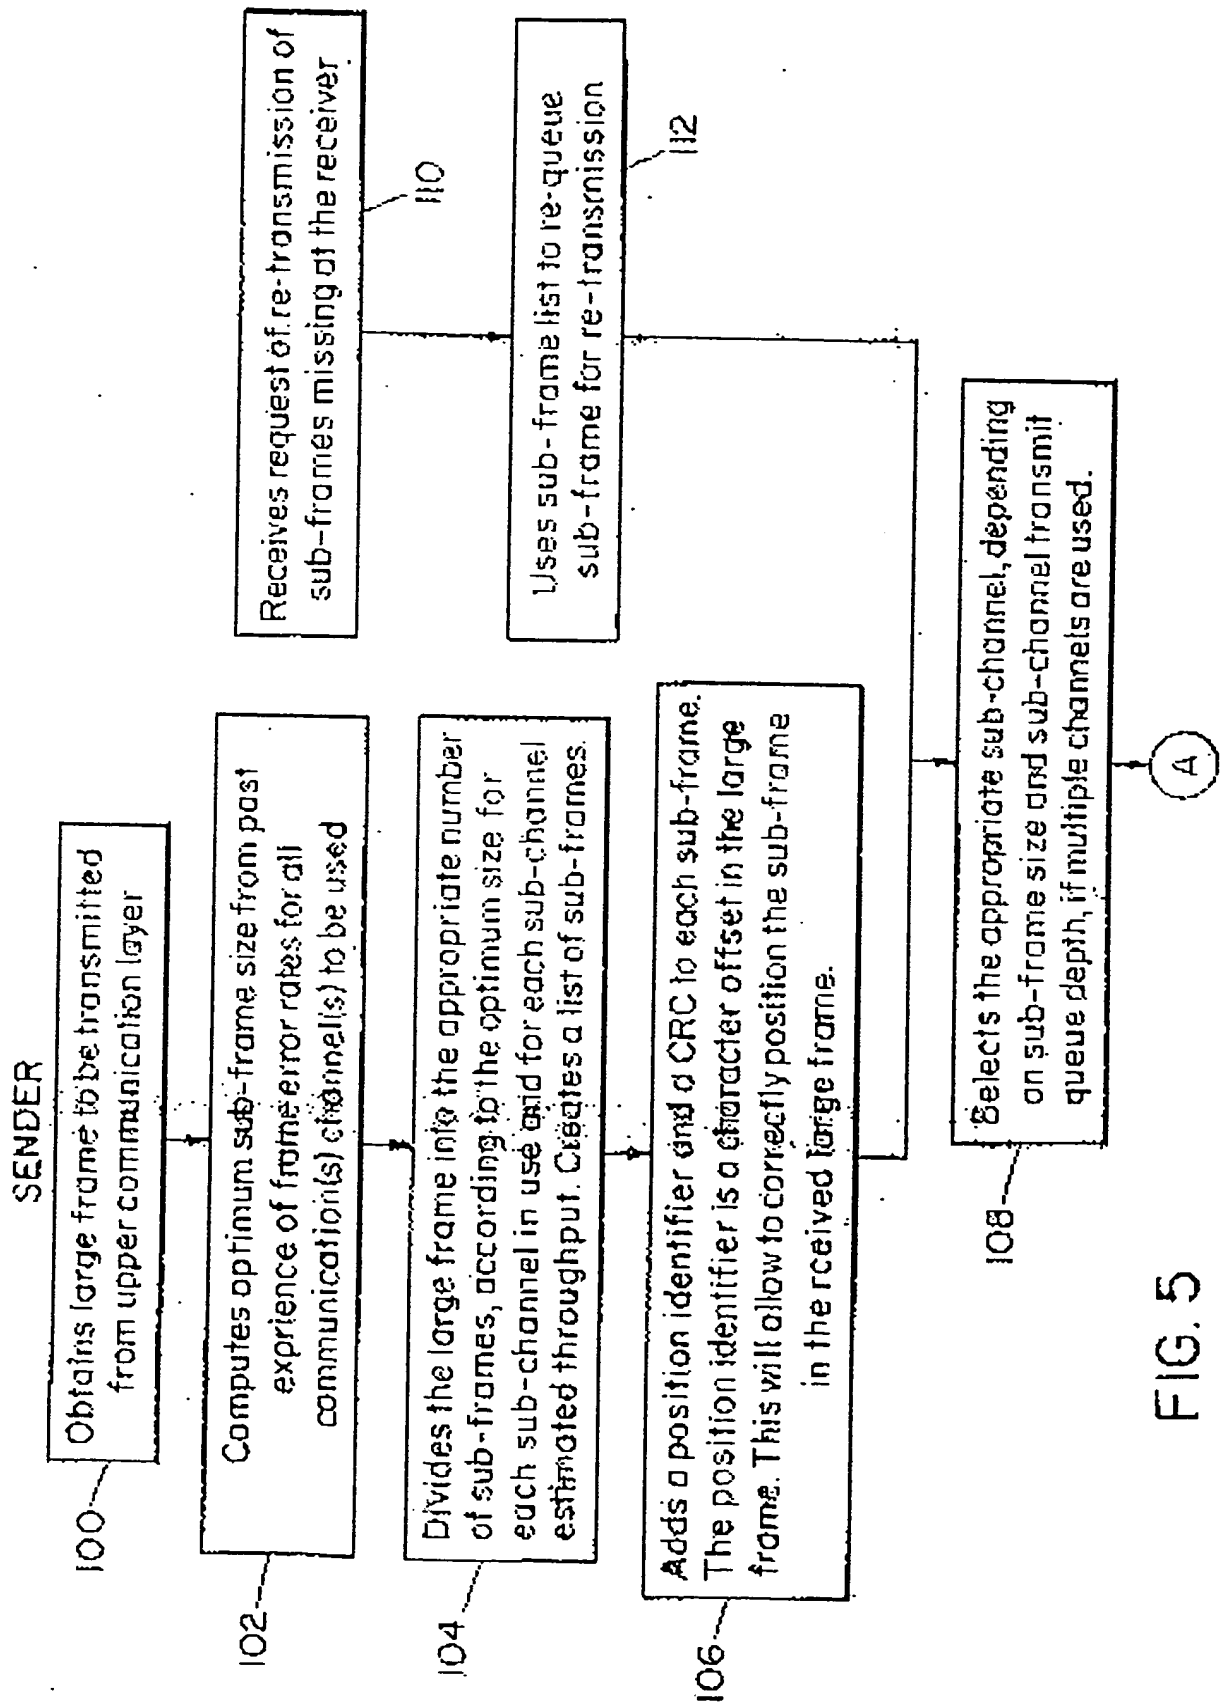 SENDER
Obtains large frame to be transmitted
from upper communication layer
100
Computes optimum sub-frame size from past
exprience of frame error rates for all
communication(s) channel(s) to be used
102
Divides the large frame into the appropriate number
of sub-frames, according to the optimum size for
each sub-channel in use and for each sub-channel
estimated throughput. Creates a list of sub-frames.
104
Adds a position identifier and a CRC to each sub-frame.
The position identifier is a character offset in the large
frame. This will allow to correctly position the sub-frame
in the rceived large frame.
106
Receives request of re-transmission of
sub-frames missing at the receiver
110
Uses sub-frame list to re-queue
sub-frame for re-transmission
112
Selects the appropriate sub-channel, depending
on sub-frame size and sub-channel transmit
queue depth, if multiple channels are used.
108
A
FIG. 5